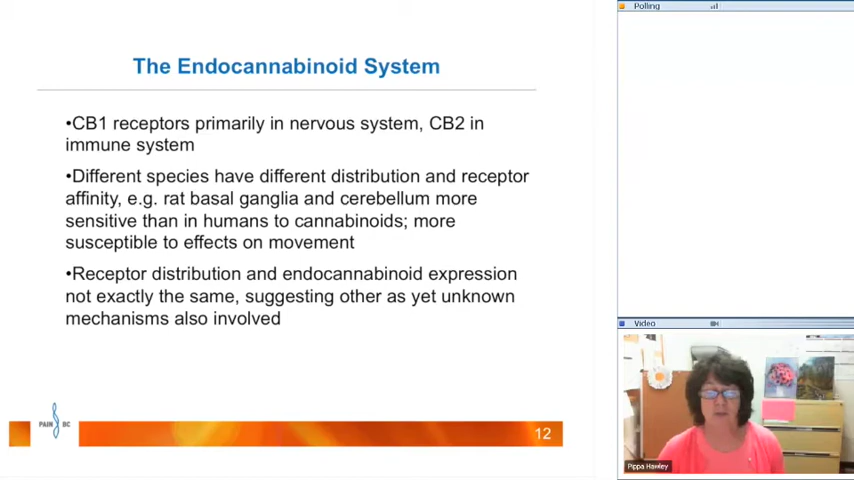 The Endocannabinoid System
•CB1 receptors primarily in nervous system, CB2 in
immune system
•Different species have different distribution and receptor
affinity, e.g. rat basal ganglia and cerebellum more
sensitive than in humans to cannabinoids; more
susceptible to effects on movement
•Receptor distribution and endocannabinoid expression
not exactly the same, suggesting other as yet unknown
mechanisms also involved
PAIN BC
12
Polling
Video
Pippa Hawley